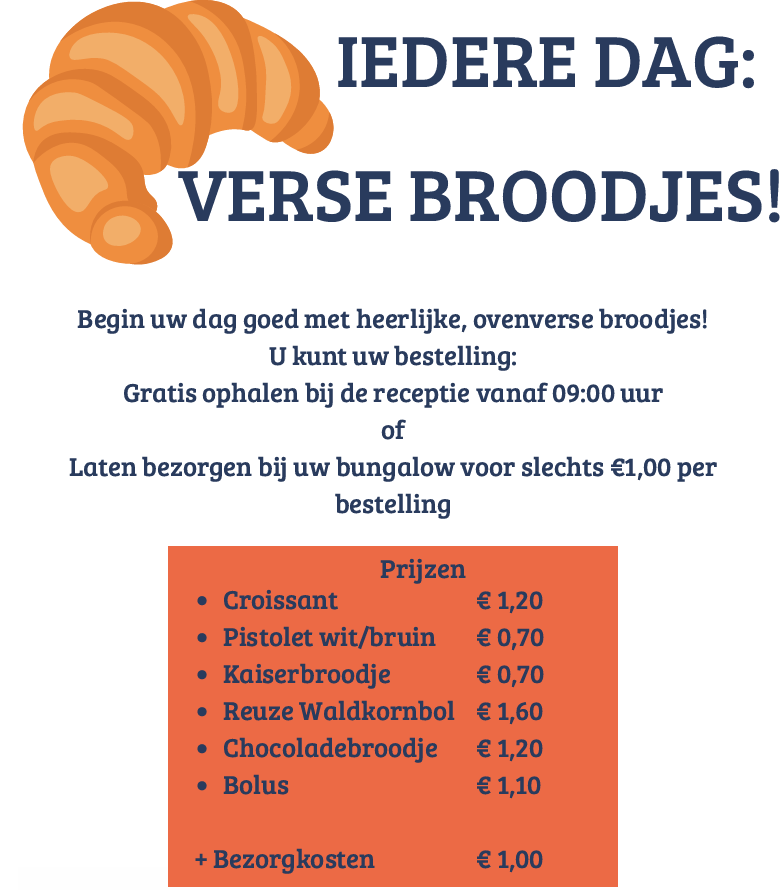 IEDERE DAG:
VERSE BROODJES!
Begin uw dag goed met heerlijke, ovenverse broodjes!
U kunt uw bestelling:
Gratis ophalen bij de receptie vanaf 09:00 uur
of
Laten bezorgen bij uw bungalow voor slechts €1,00 per
bestelling
Prijzen
• Croissant € 1,20
• Pistolet wit/bruin € 0,70
• Kaiserbroodje € 0,70
• Reuze Waldkornbol € 1,60
• Chocoladebroodje € 1,20
• Bolus € 1,10
+ Bezorgkosten € 1,00